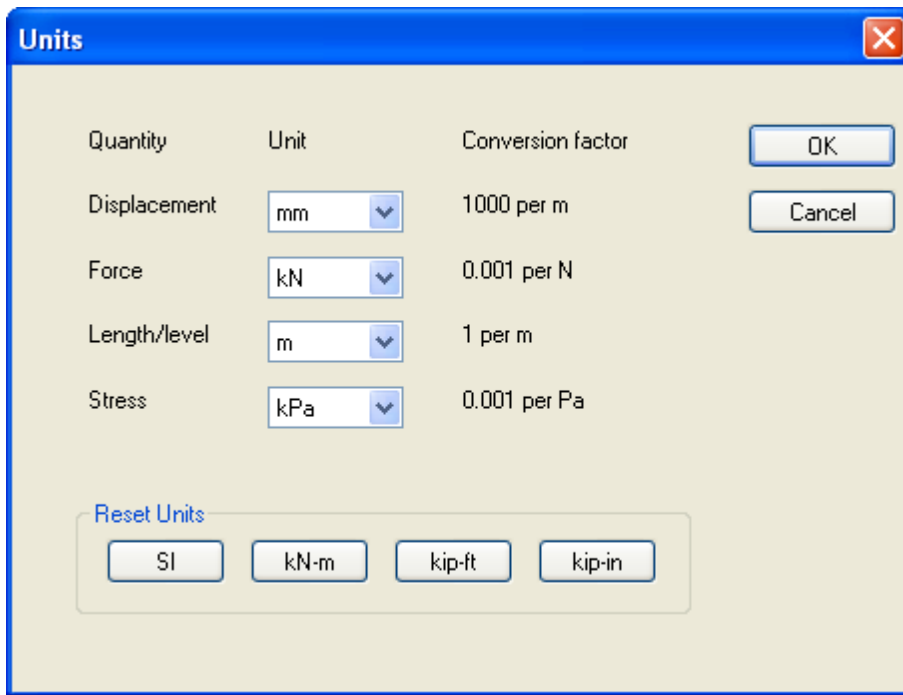 Units
Quantity Unit Conversion factor OK
Displacement mm 1000 per m Cancel
Force kN 0.001 per N
Length/level m 1 per m
Stress kPa 0.001 per Pa
Reset Units
SI kN-m kip-ft kip-in